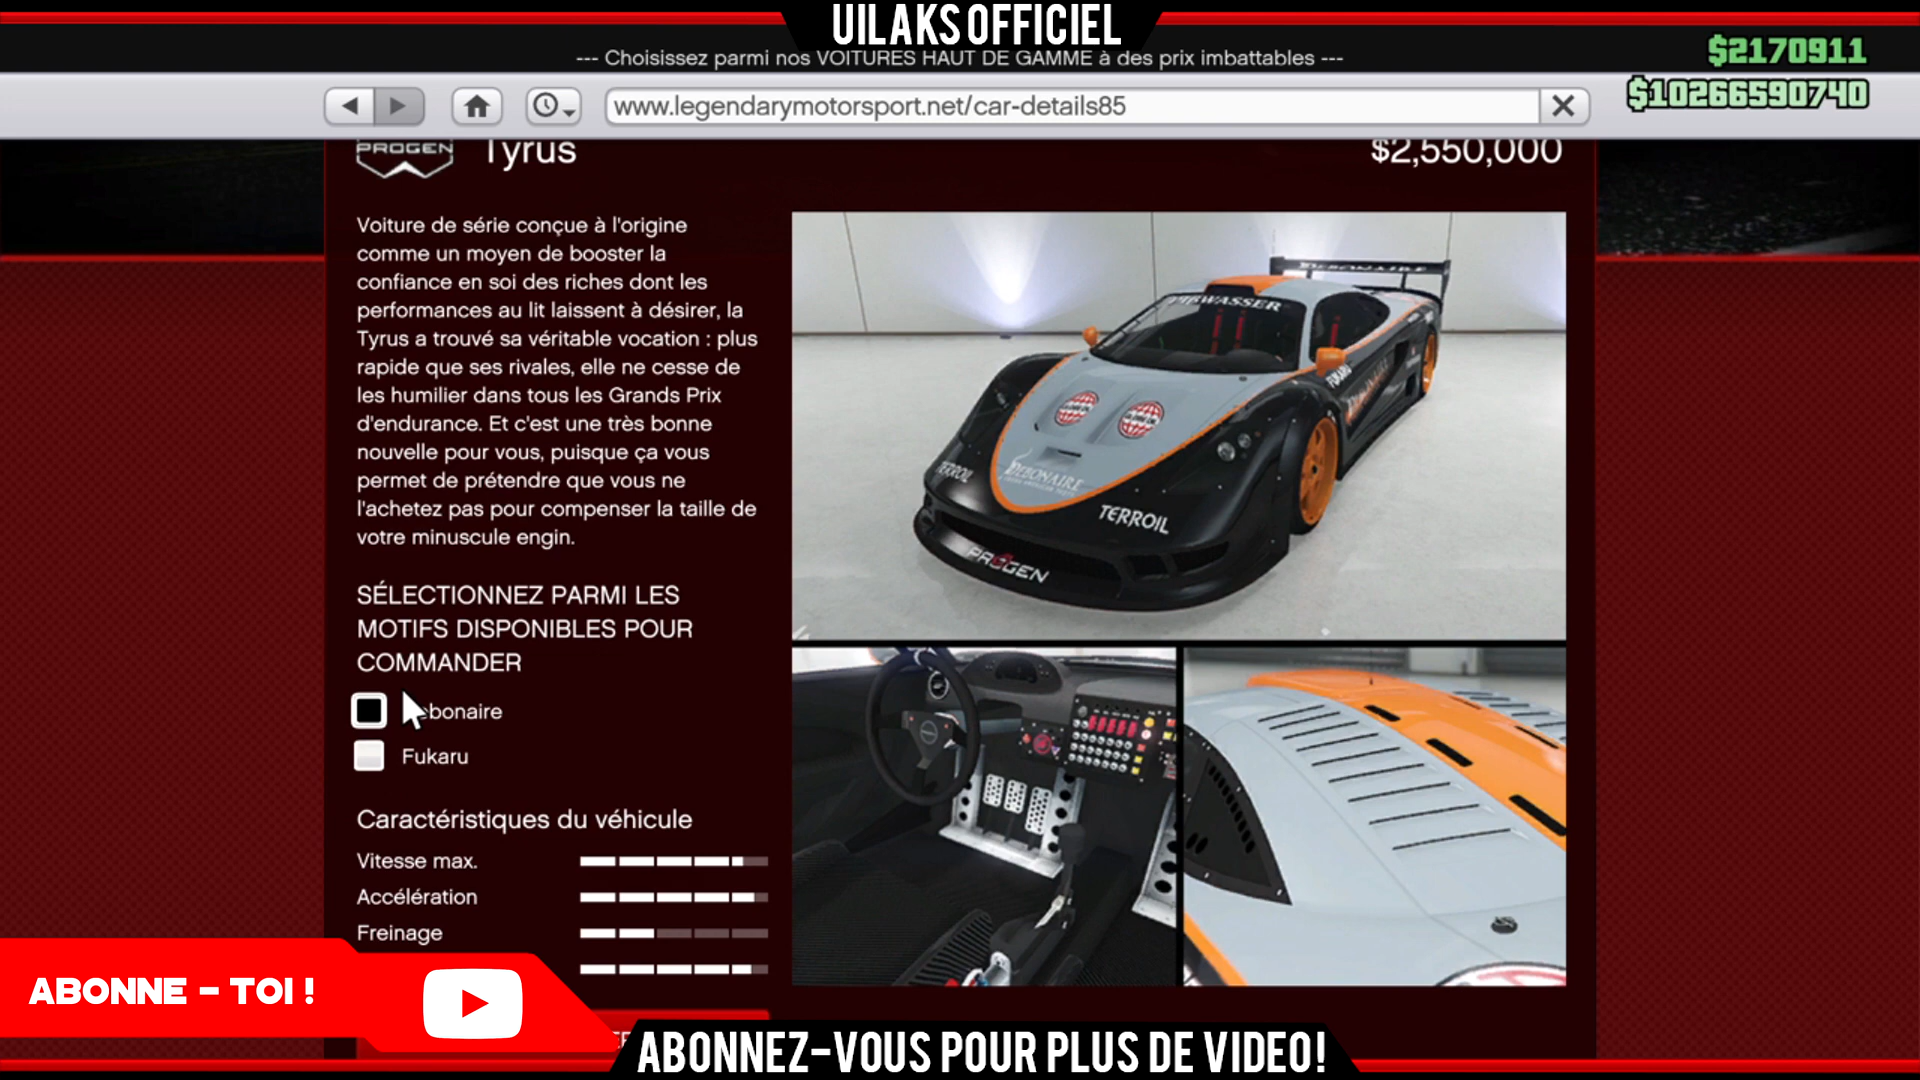 UILAKS OFFICIEL
--- Choisissez parmi nos VOITURES HAUT DE GAMME à des prix imbattables ---
$2170911
$10266590740
www.legendarymotorsport.net/car-details85
PROGEN
Tyrus
$2,550,000
Voiture de série conçue à l'origine
comme un moyen de booster la
confiance en soi des riches dont les
performances au lit laissent à désirer, la
Tyrus a trouvé sa véritable vocation : plus
rapide que ses rivales, elle ne cesse de
les humilier dans tous les Grands Prix
d'endurance. Et c'est une très bonne
nouvelle pour vous, puisque ça vous
permet de prétendre que vous ne
l'achetez pas pour compenser la taille de
votre minuscule engin.
SÉLECTIONNEZ PARMI LES
MOTIFS DISPONIBLES POUR
COMMANDER
bonaire
Fukaru
Caractéristiques du véhicule
Vitesse max.
Accélération
Freinage
DEBONAIRE
PIBWASSER
FUKARU
DEBONAIRE
TERROIL
DEBONAIRE
TERROIL
PROGEN
ABONNE - TOI !
ABONNEZ-VOUS POUR PLUS DE VIDEO!